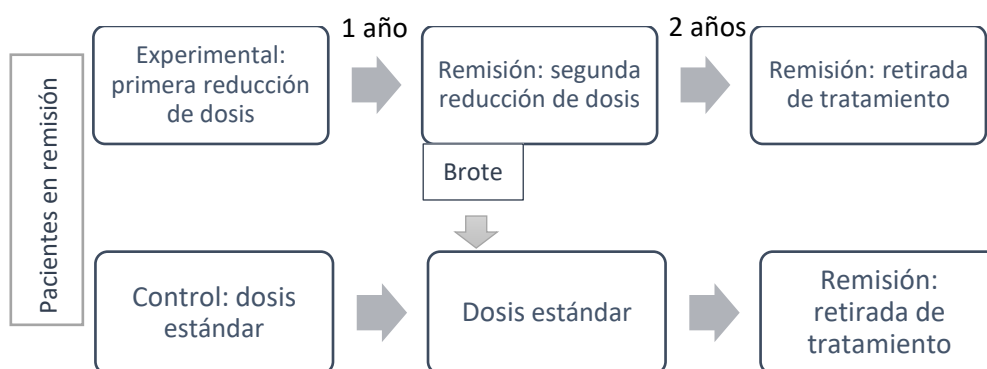 Pacientes en remisión
1 año
2 años
Experimental:
primera reducción
de dosis
Remisión: segunda
reducción de dosis
Remisión: retirada
de tratamiento
Brote
Control: dosis
estándar
Dosis estándar
Remisión:
retirada de
tratamiento